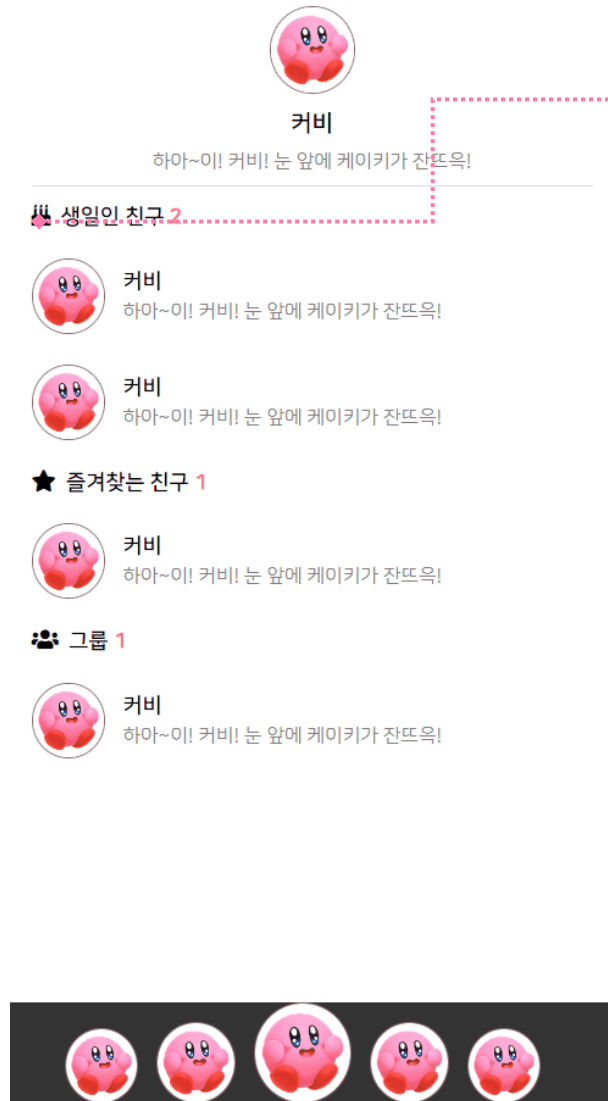 커비
하아~이! 커비! 눈 앞에 케이키가 잔뜨윽!
생일인 친구 2
커비
하아~이! 커비! 눈 앞에 케이키가 잔뜨윽!
커비
하아~이! 커비! 눈 앞에 케이키가 잔뜨윽!
즐겨찾는 친구 1
커비
하아~이! 커비! 눈 앞에 케이키가 잔뜨윽!
그룹 1
커비
하아~이! 커비! 눈 앞에 케이키가 잔뜨윽!